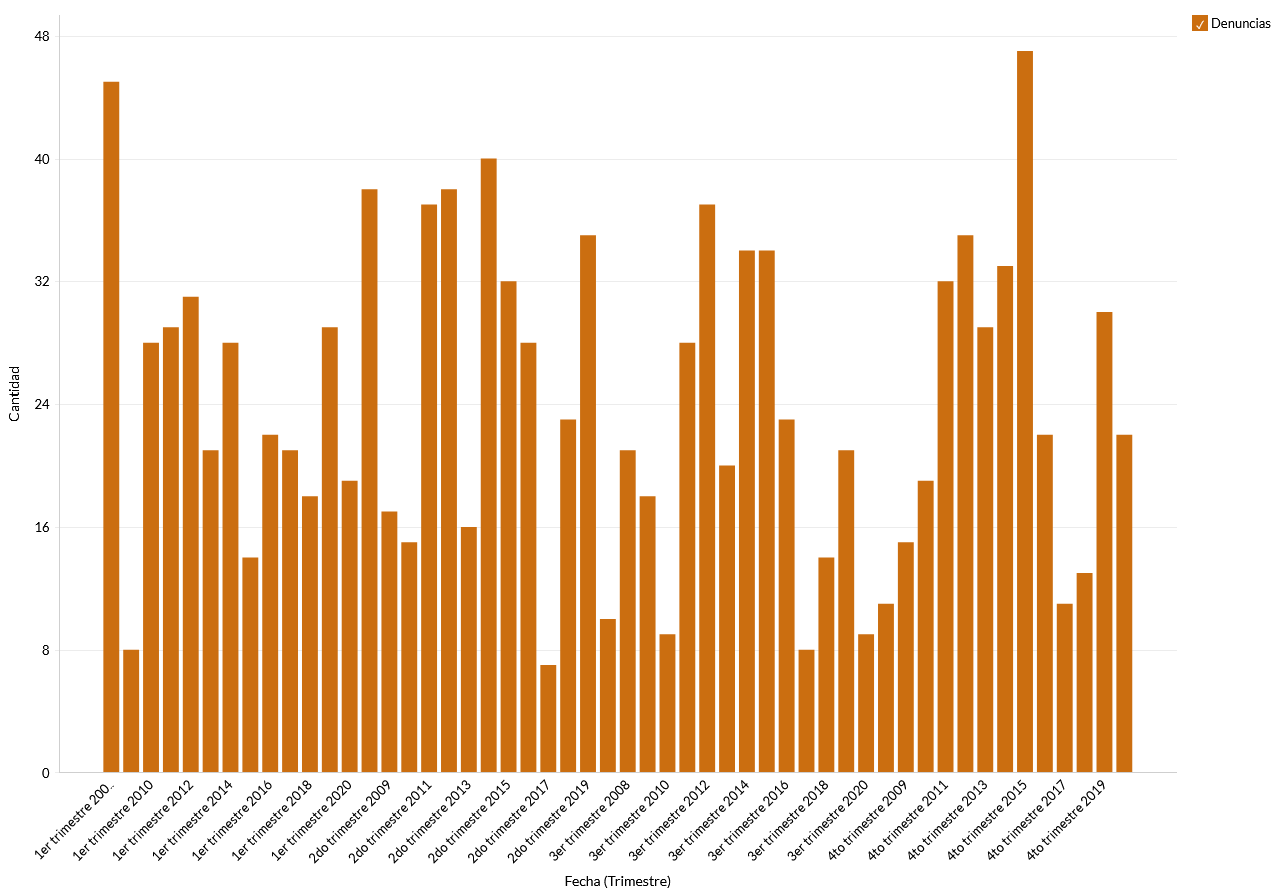 Denuncias
48
40
32
24
16
8
0
Cantidad
1er trimestre 200..
1er trimestre 2010
1er trimestre 2012
1er trimestre 2014
1er trimestre 2016
1er trimestre 2018
1er trimestre 2020
2do trimestre 2009
2do trimestre 2011
2do trimestre 2013
2do trimestre 2015
2do trimestre 2017
2do trimestre 2019
3er trimestre 2008
3er trimestre 2010
3er trimestre 2012
3er trimestre 2014
3er trimestre 2016
3er trimestre 2018
3er trimestre 2020
4to trimestre 2009
4to trimestre 2011
4to trimestre 2013
4to trimestre 2015
4to trimestre 2017
4to trimestre 2019
Fecha (Trimestre)